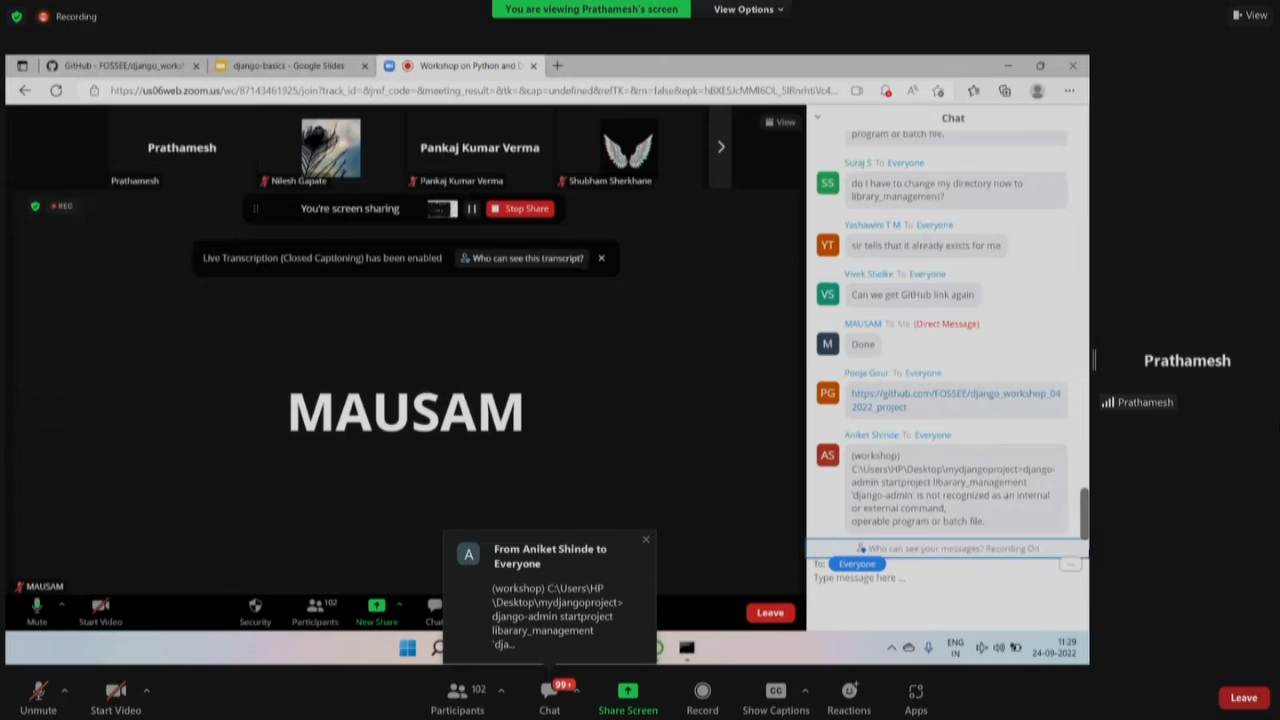 Recording
You are viewing Prathamesh's screen
View Options
View
GitHub - FOSSEE/django_works
django-basics - Google Slides
Workshop on Python and D
Chat
program or batch file.
View
Prathamesh
Pankaj Kumar Verma
Prathamesh
Nilesh Gapate
Pankaj Kumar Verma
Shubham Sherkhane
REC
You're screen sharing
Stop Share
Live Transcription (Closed Captioning) has been enabled
Who can see this transcript?
MAUSAM
MAUSAM
SS
Suraj S To Everyone
do I have to change my directory now to
library_management?
YT
Yashawini T M To Everyone
sir tells that it already exists for me
VS
Vivek Shelke To Everyone
Can we get GitHub link again
M
MAUSAM To Me (Direct Message)
Done
PG
Pooja Gour To Everyone
https://github.com/FOSSEE/django_workshop_04
2022_project
AS
Aniket Shinde To Everyone
(workshop)
C:\Users\HP\Desktop\mydjangoproject>django-
admin startproject libarary_management
'django-admin' is not recognized as an internal
or external command,
operable program or batch file.
Who can see your messages? Recording On
To: Everyone
Type message here ...
A
From Aniket Shinde to
Everyone
(workshop) C:\Users\HP
\Desktop\mydjangoproject>
django-admin startproject
libarary_management
'dja...
Mute
Start Video
Security
102
Participants
New Share
Leave
ENG
IN
11:29
24-09-2022
Prathamesh
Prathamesh
Unmute
Start Video
102
Participants
99+
Chat
Share Screen
Record
CC
Show Captions
Reactions
Apps
Leave